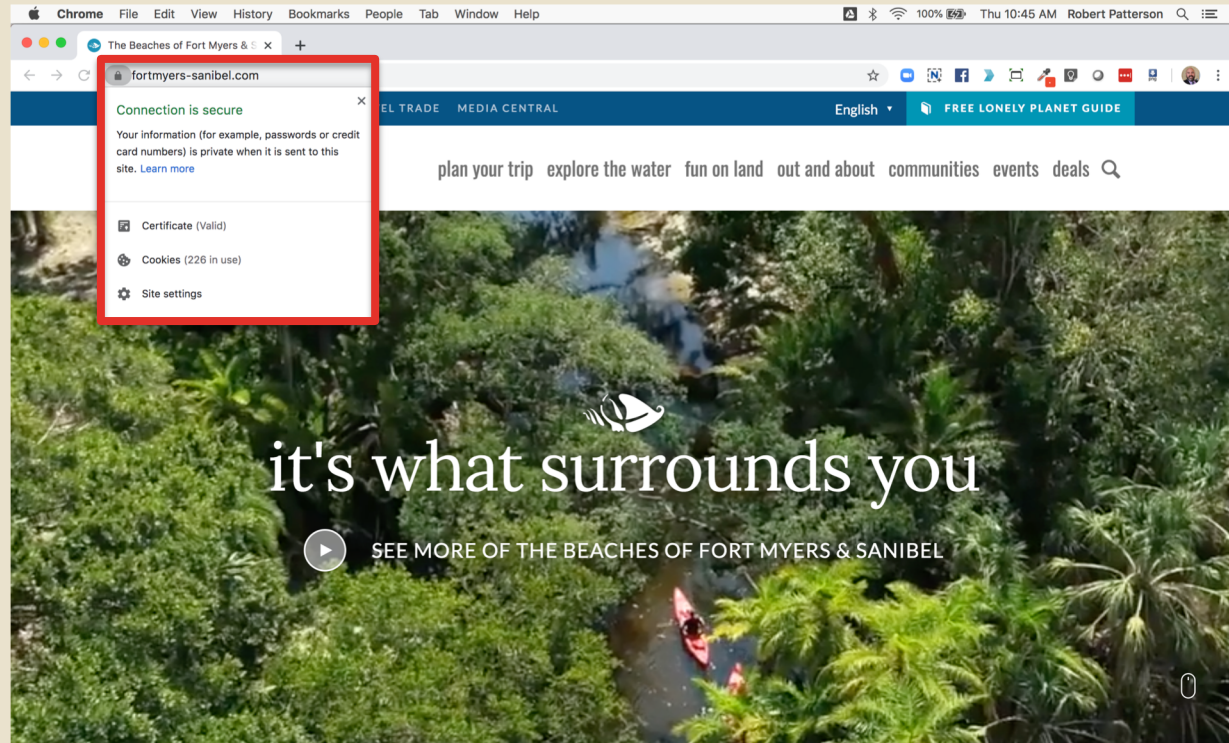 Chrome File Edit View History Bookmarks People Tab Window Help 100% Thu 10:45 AM Robert Patterson
The Beaches of Fort Myers & S
fortmyers-sanibel.com
Connection is secure
Your information (for example, passwords or credit
card numbers) is private when it is sent to this
site. Learn more
Certificate (Valid)
Cookies (226 in use)
Site settings
EL TRADE MEDIA CENTRAL English FREE LONELY PLANET GUIDE
plan your trip explore the water fun on land out and about communities events deals
it's what surrounds you
SEE MORE OF THE BEACHES OF FORT MYERS & SANIBEL